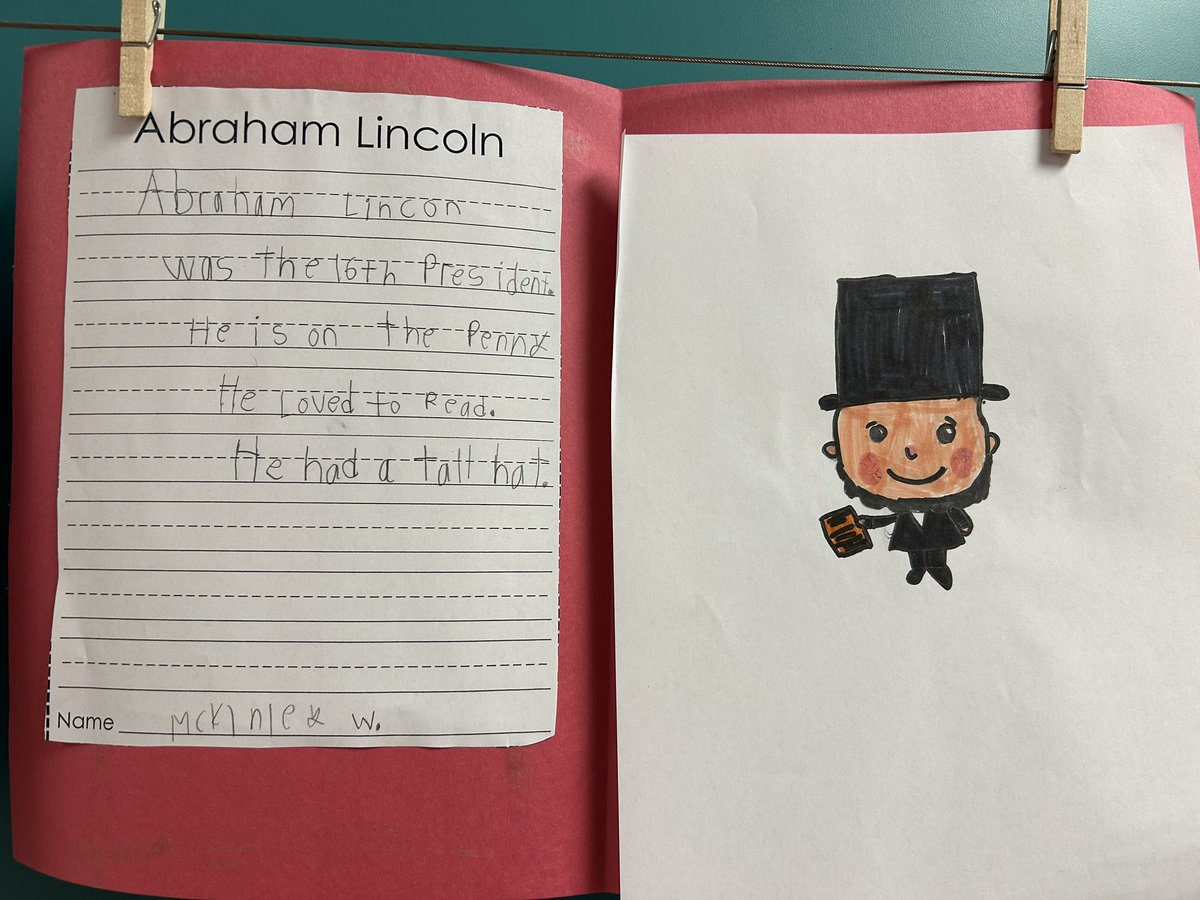 Abraham Lincoln
Abraham Lincon
was the 16th President.
He is on the Penny
He Loved to Read.
He had a tall hat.
Name McKinley W.